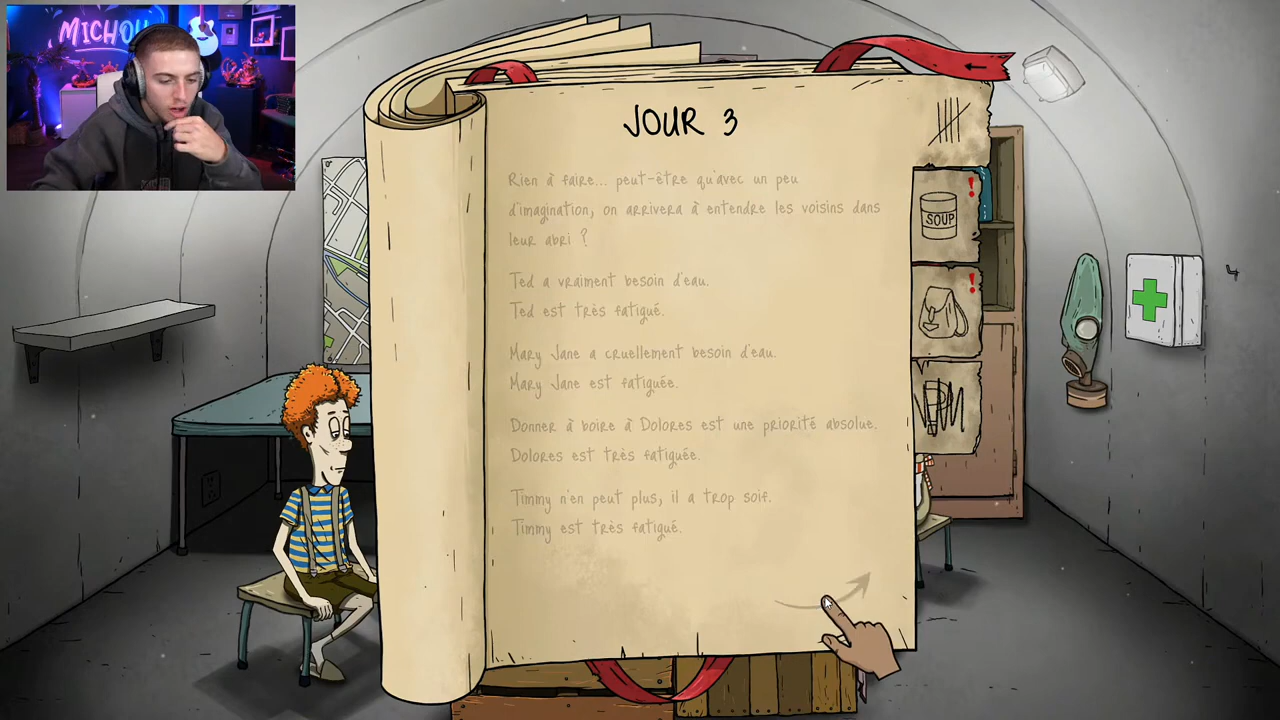 MICHOU
JOUR 3
Rien à faire... peut-être qu'avec un peu
d'imagination, on arrivera à entendre les voisins dans
leur abri ?
Ted a vraiment besoin d'eau.
Ted est très fatigué.
Mary Jane a cruellement besoin d'eau.
Mary Jane est fatiguée.
Donner à boire à Dolores est une priorité absolue.
Dolores est très fatiguée.
Timmy n'en peut plus, il a trop soif.
Timmy est très fatigué.
!
SOUP
!